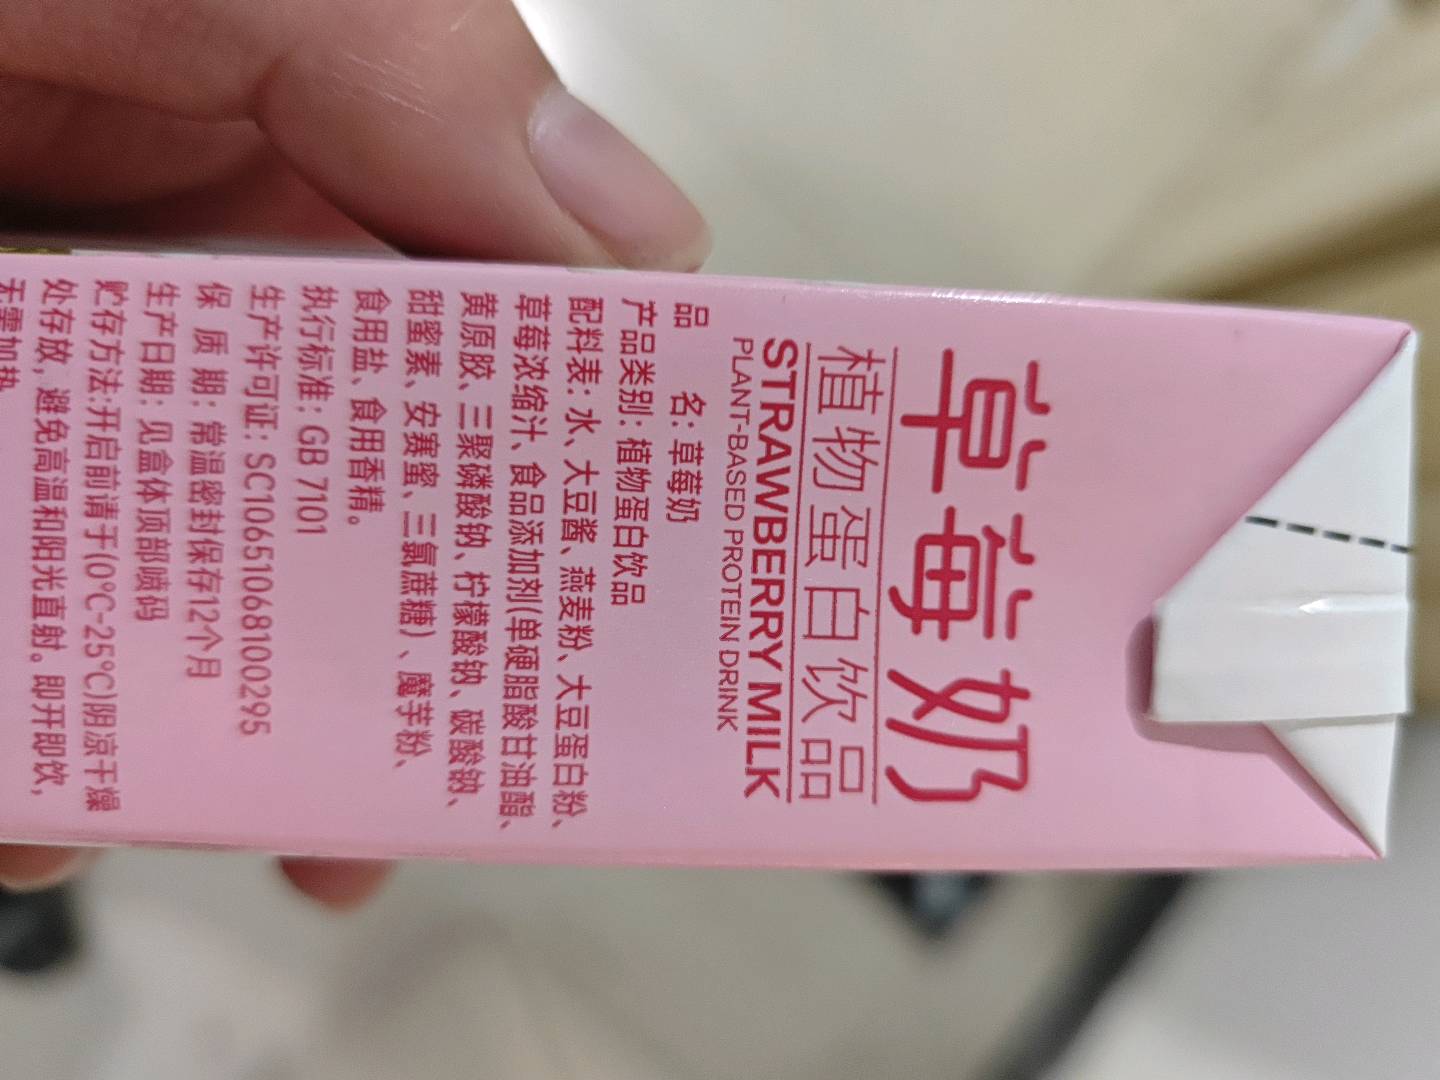 草莓奶
植物蛋白饮品
STRAWBERRY MILK
PLANT-BASED PROTEIN DRINK
品 名: 草莓奶
产品类别: 植物蛋白饮品
配料表: 水、大豆酱、燕麦粉、大豆蛋白粉、
草莓浓缩汁、食品添加剂(单硬脂酸甘油酯、
黄原胶、三聚磷酸钠、柠檬酸钠、碳酸钠、
甜蜜素、安赛蜜、三氯蔗糖)、魔芋粉、
食用盐、食用香精。
执行标准: GB 7101
生产许可证: SC10651068100295
保 质 期: 常温密封保存12个月
生产日期: 见盒体顶部喷码
贮存方法:开启前请于(0°C-25°C)阴凉干燥
处存放, 避免高温和阳光直射。即开即饮,
无需加热